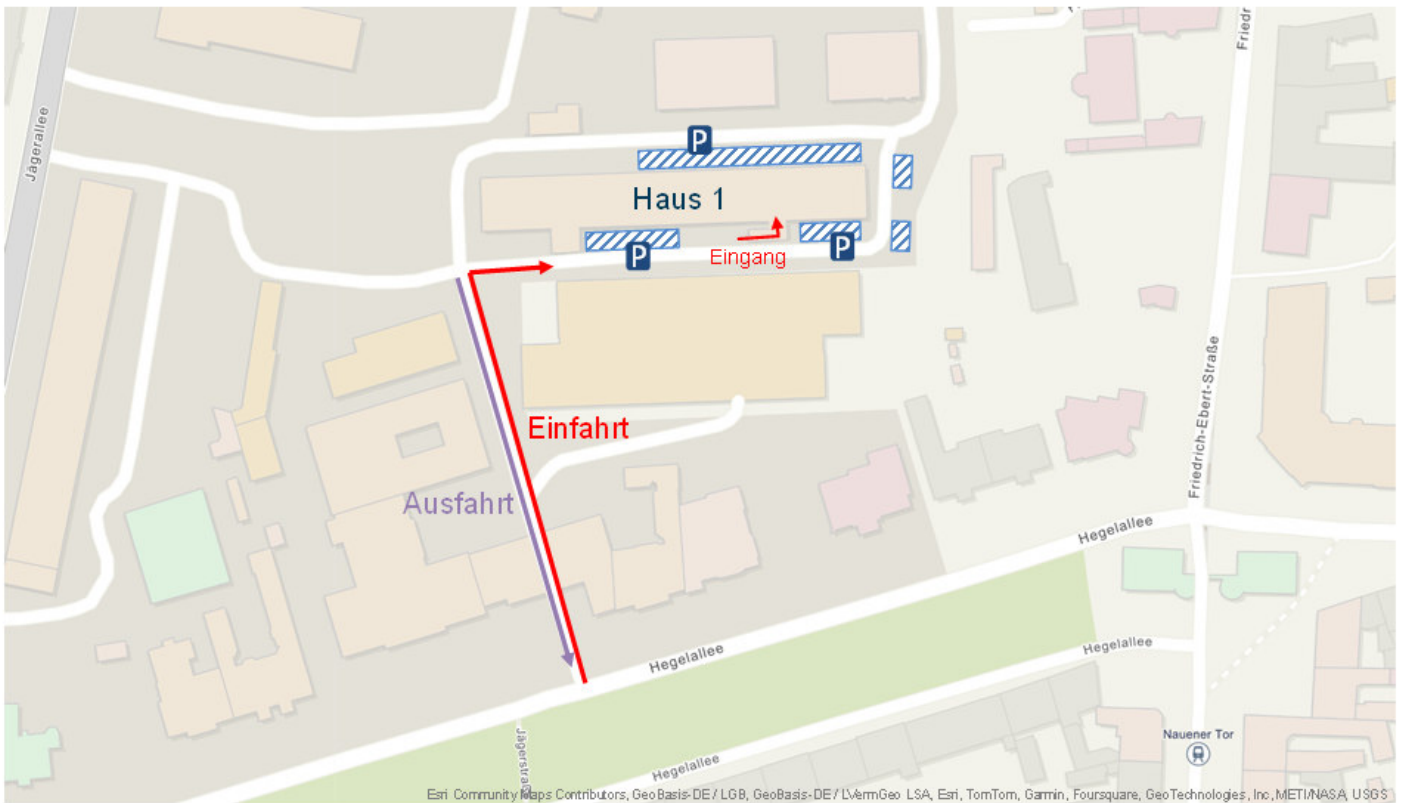 Friedr
Jägerallee
P
Haus 1
P
P
Eingang
Einfahrt
Ausfahrt
Friedrich-Ebert-Straße
Hegelallee
Hegelallee
Hegelallee
Hegelallee
Jägerstraße
Nauener Tor
Esri Community Maps Contributors, GeoBasis-DE / LGB, GeoBasis-DE / LVermGeo LSA, Esri, TomTom, Garmin, Foursquare, GeoTechnologies, Inc, METI/NASA, USGS